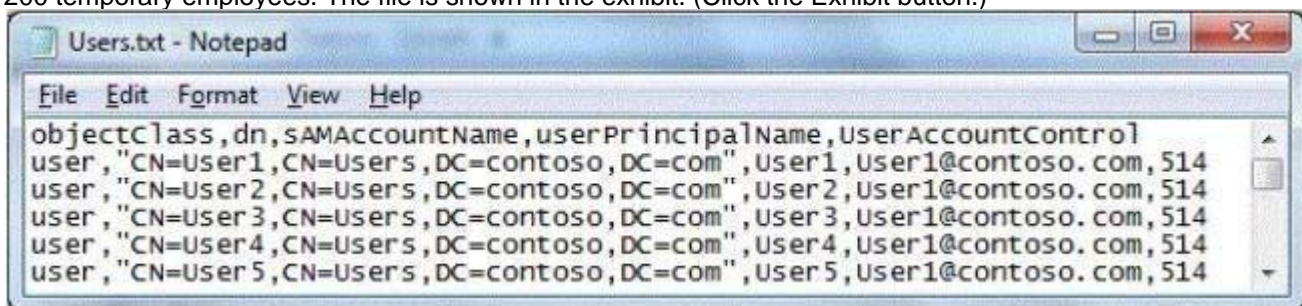 200 temporary employees. The file is shown in the exhibit. (Click the Exhibit button.)
Users.txt - Notepad
File Edit Format View Help
objectClass,dn,sAMAccountName,userPrincipalName,UserAccountControl
user,"CN=User1,CN=Users,DC=contoso,DC=com",User1,User1@contoso.com,514
user,"CN=User2,CN=Users,DC=contoso,DC=com",User2,User1@contoso.com,514
user,"CN=User3,CN=Users,DC=contoso,DC=com",User3,User1@contoso.com,514
user,"CN=User4,CN=Users,DC=contoso,DC=com",User4,User1@contoso.com,514
user,"CN=User5,CN=Users,DC=contoso,DC=com",User5,User1@contoso.com,514